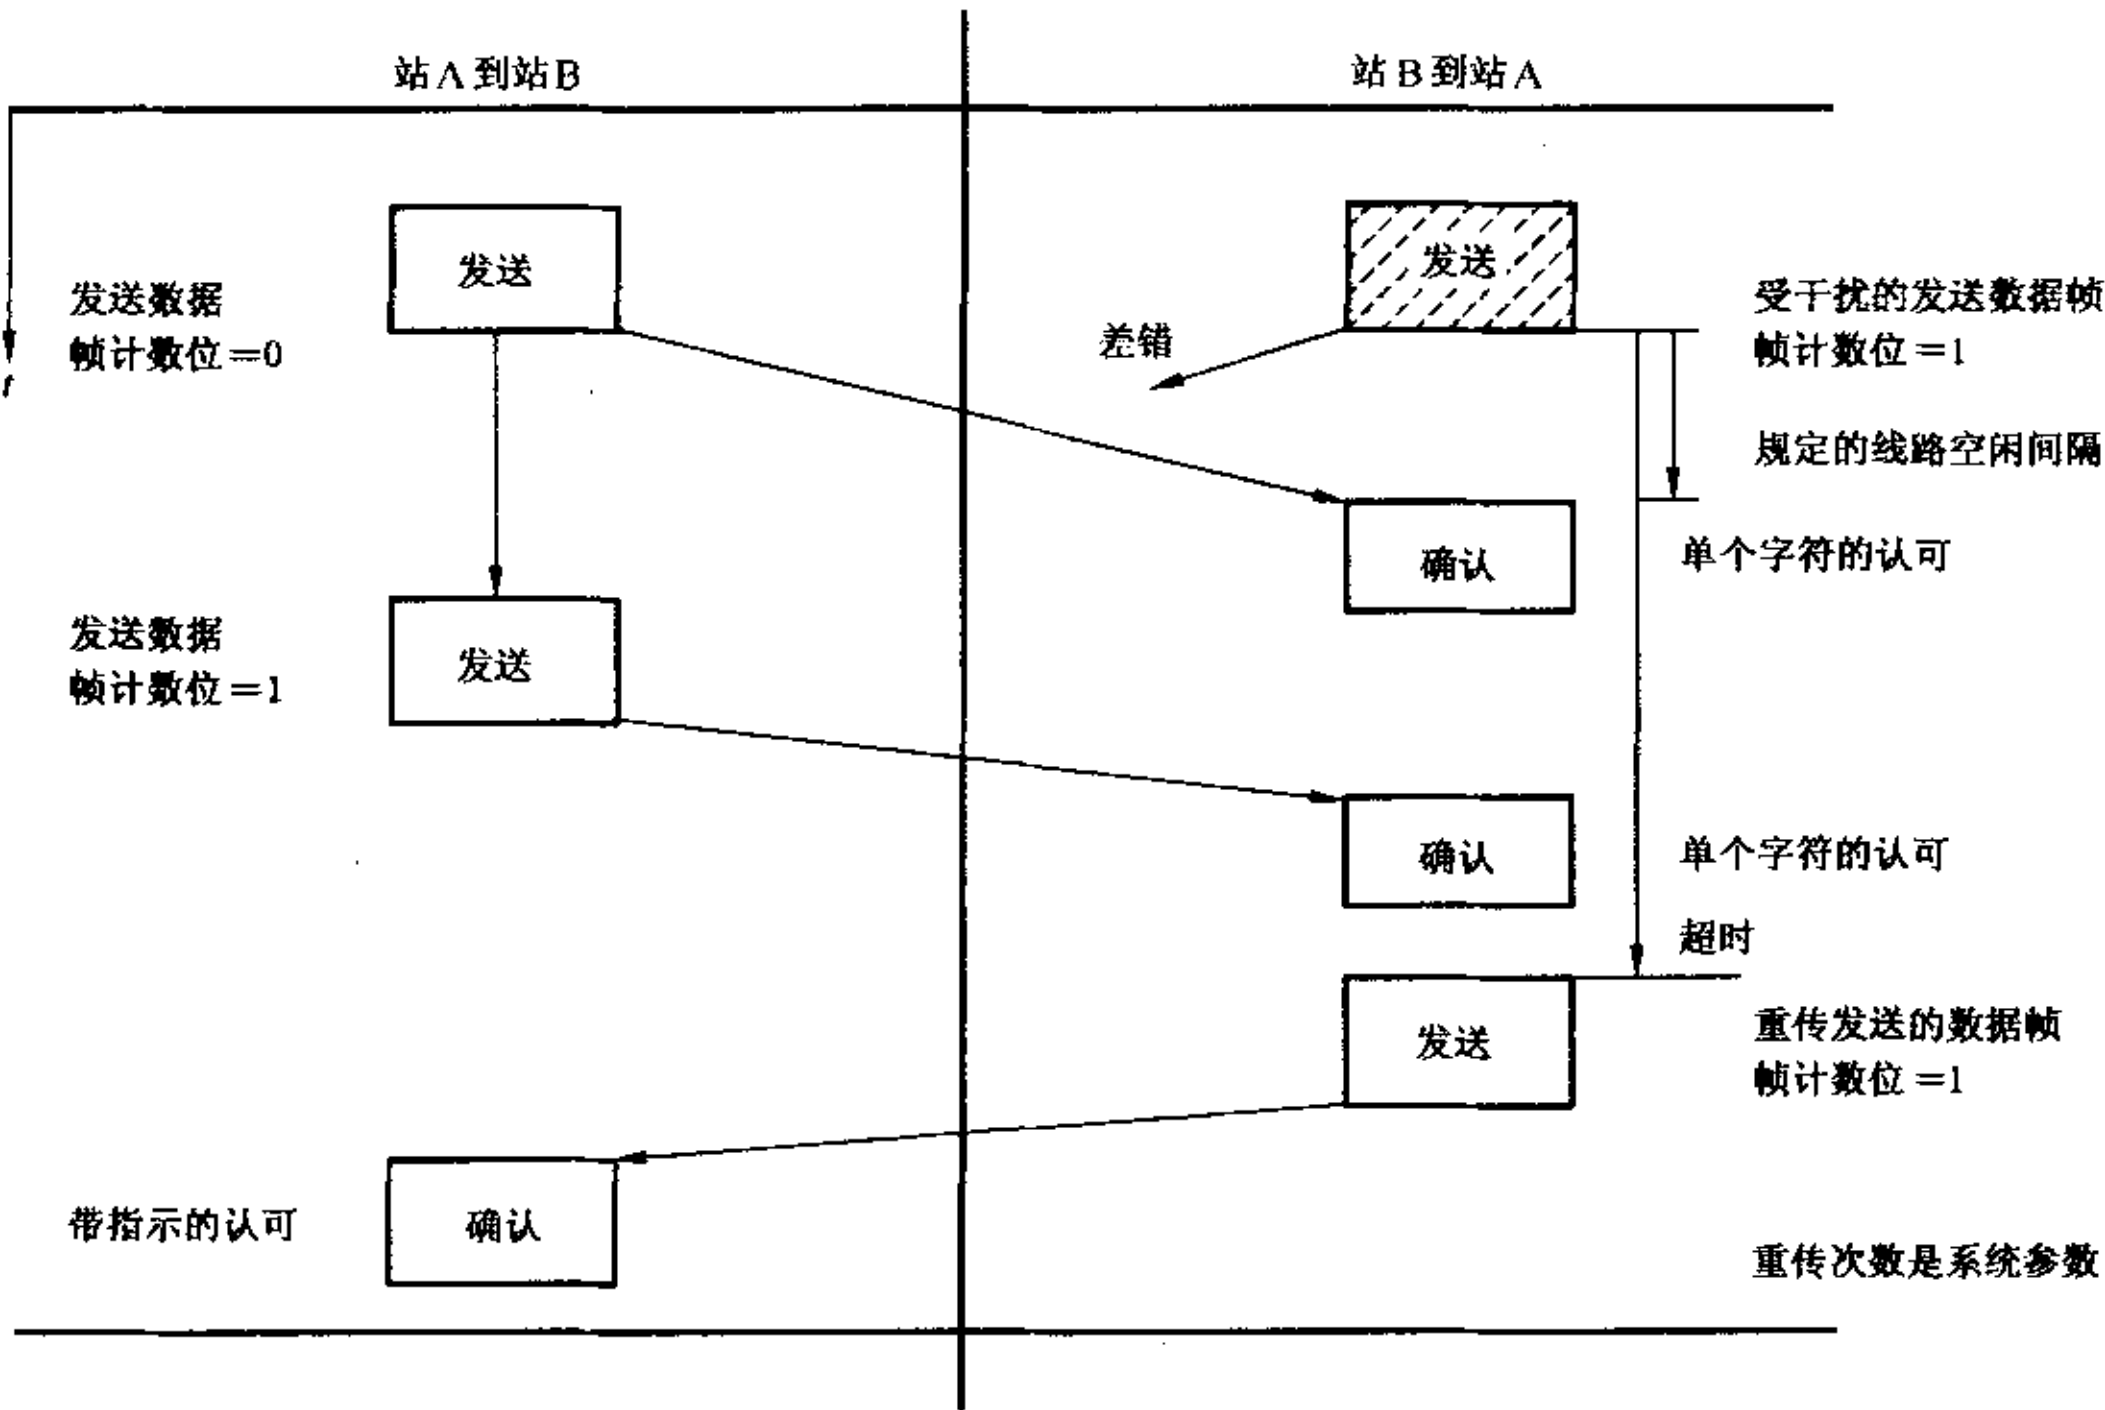 站A到站B
站B到站A
发送
发送
发送数据
帧计数位=0
t
差错
受干扰的发送数据帧
帧计数位=1
规定的线路空闲间隔
确认
单个字符的认可
发送数据
帧计数位=1
发送
确认
单个字符的认可
超时
发送
重传发送的数据帧
帧计数位=1
带指示的认可
确认
重传次数是系统参数